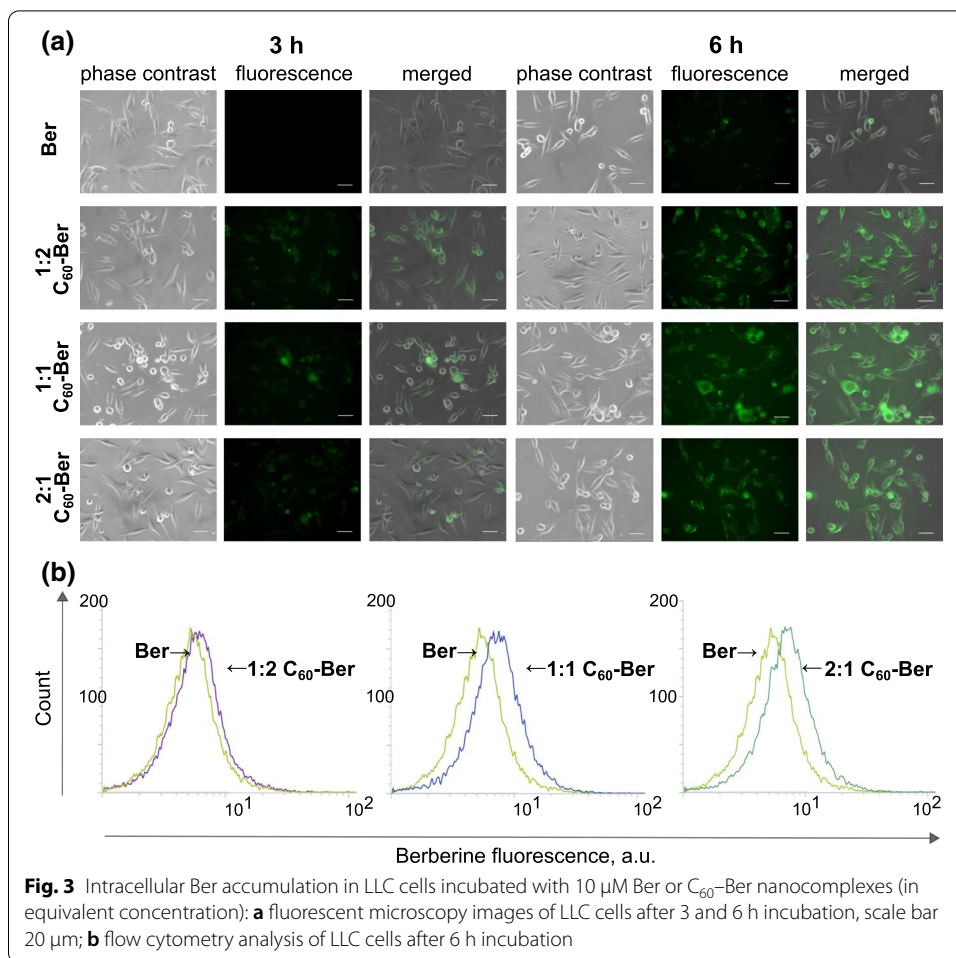 (a)
3 h 6 h
phase contrast fluorescence merged phase contrast fluorescence merged
Ber
1:2
C₆₀-Ber
1:1
C₆₀-Ber
2:1
C₆₀-Ber
(b)
200 200 200
Ber→ ←1:2 C₆₀-Ber Ber→ ←1:1 C₆₀-Ber Ber→ ←2:1 C₆₀-Ber
100 100 100
Count
10¹ 10² 10¹ 10² 10¹ 10²
Berberine fluorescence, a.u.
Fig. 3 Intracellular Ber accumulation in LLC cells incubated with 10 µM Ber or C₆₀–Ber nanocomplexes (in
equivalent concentration): a fluorescent microscopy images of LLC cells after 3 and 6 h incubation, scale bar
20 µm; b flow cytometry analysis of LLC cells after 6 h incubation